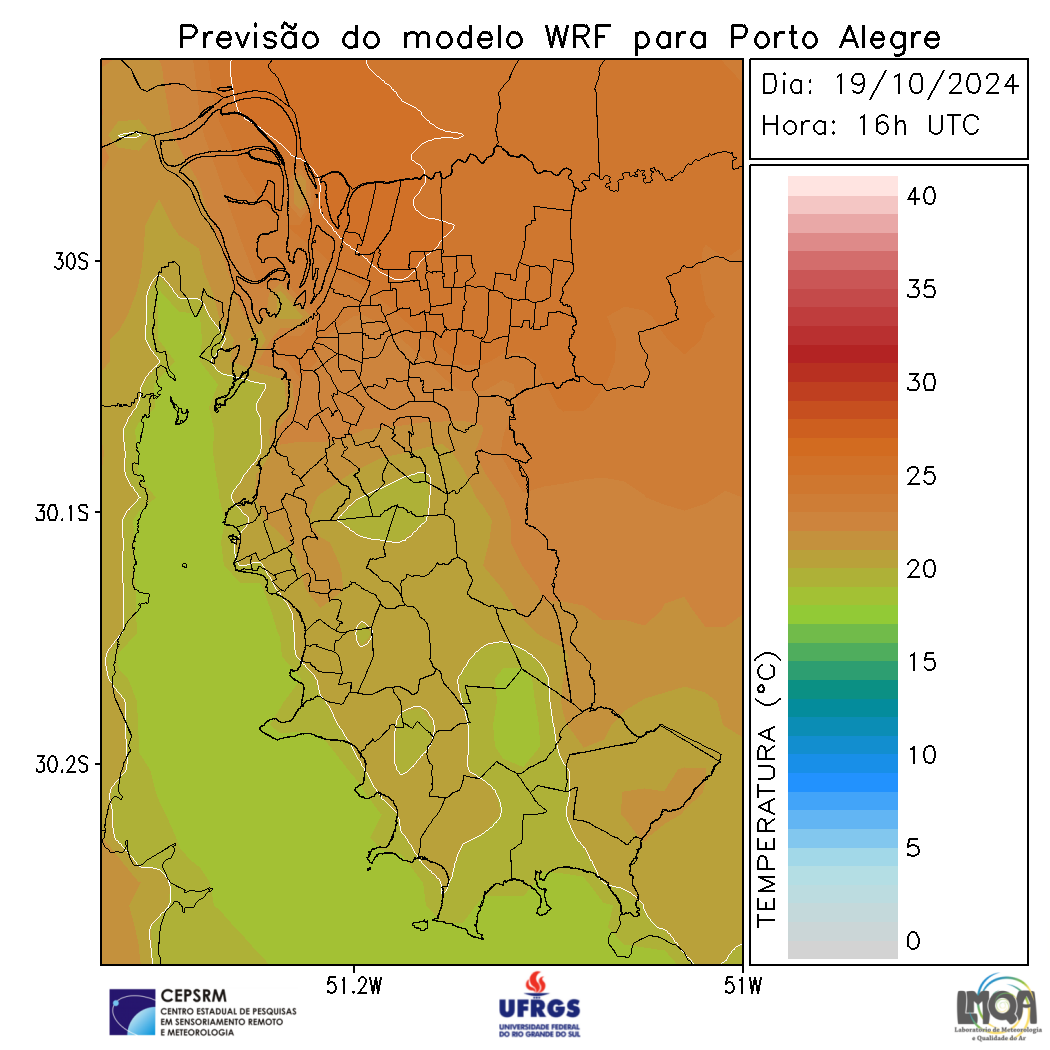 Previsão do modelo WRF para Porto Alegre
Dia: 19/10/2024
Hora: 16h UTC
40
35
30
25
20
15
10
5
0
TEMPERATURA (°C)
30S
30.1S
30.2S
51.2W
51W
CEPSRM
CENTRO ESTADUAL DE PESQUISAS
EM SENSORIAMENTO REMOTO
E METEOROLOGIA
UFRGS
UNIVERSIDADE FEDERAL
DO RIO GRANDE DO SUL
LMQA
Laboratório de Meteorologia
e Qualidade do Ar